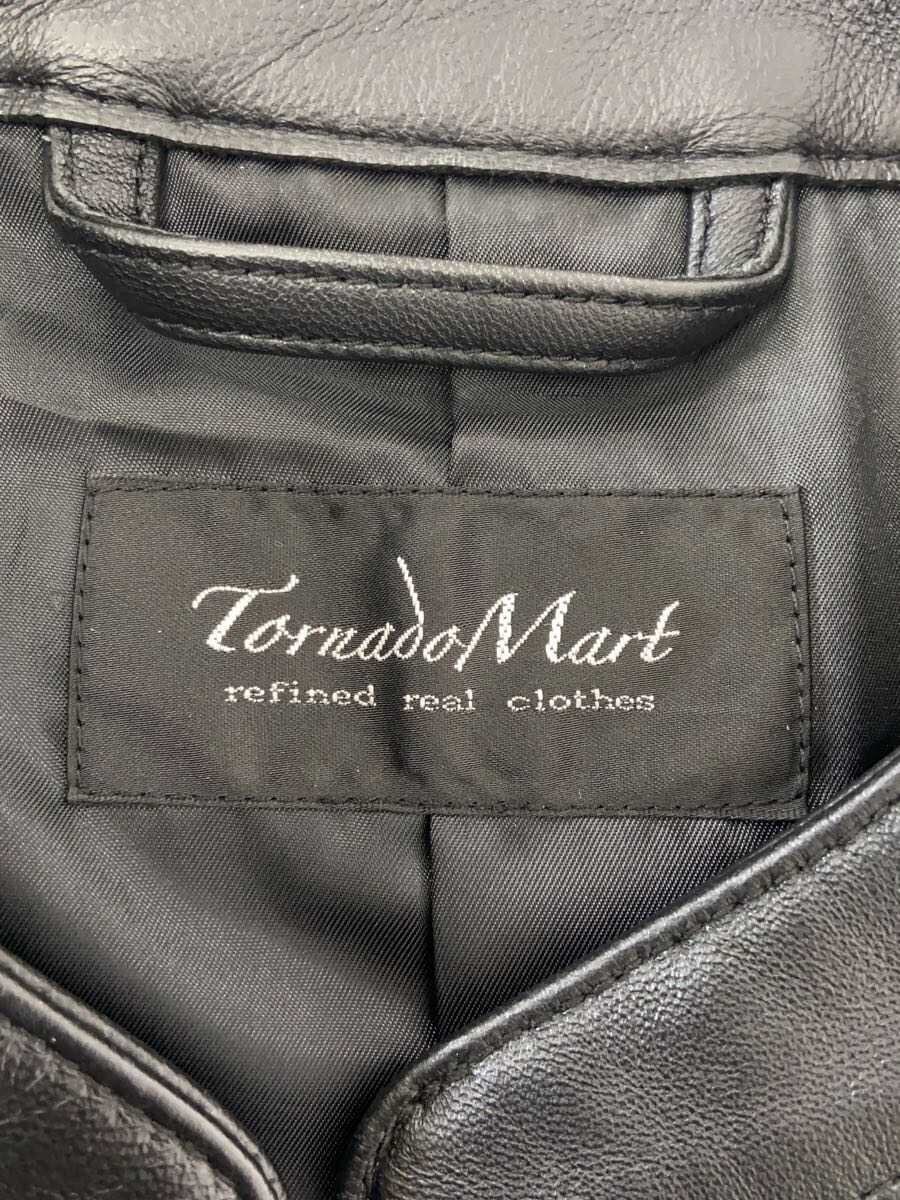 TornadoMart
refined real clothes